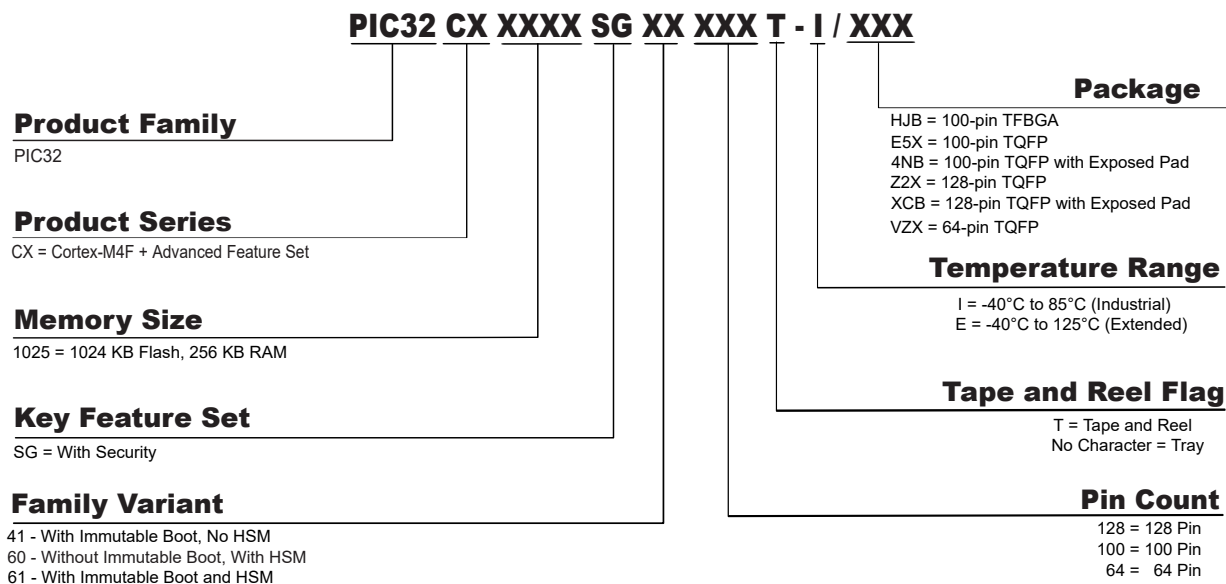 PIC32 CX XXXX SG XX XXX T - I / XXX
Product Family
PIC32
Product Series
CX = Cortex-M4F + Advanced Feature Set
Memory Size
1025 = 1024 KB Flash, 256 KB RAM
Key Feature Set
SG = With Security
Family Variant
41 - With Immutable Boot, No HSM
60 - Without Immutable Boot, With HSM
61 - With Immutable Boot and HSM
Package
HJB = 100-pin TFBGA
E5X = 100-pin TQFP
4NB = 100-pin TQFP with Exposed Pad
Z2X = 128-pin TQFP
XCB = 128-pin TQFP with Exposed Pad
VZX = 64-pin TQFP
Temperature Range
I = -40°C to 85°C (Industrial)
E = -40°C to 125°C (Extended)
Tape and Reel Flag
T = Tape and Reel
No Character = Tray
Pin Count
128 = 128 Pin
100 = 100 Pin
64 = 64 Pin